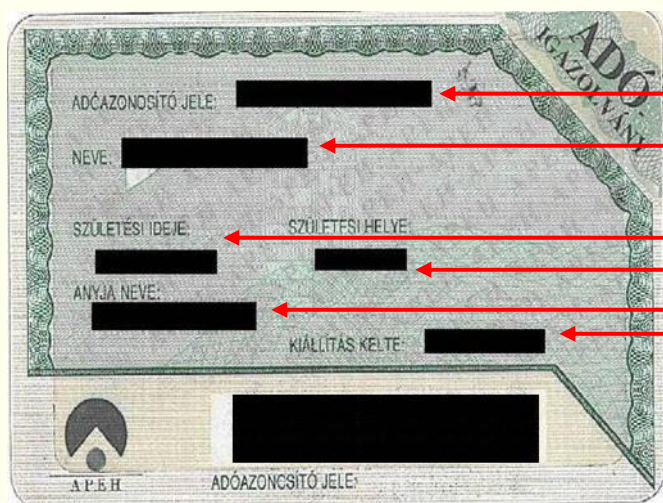 ADÓ-
IGAZOLVÁNY
ADÓAZONOSÍTÓ JELE:
NEVE:
SZÜLETÉSI IDEJE:
SZÜLETÉSI HELYE:
ANYJA NEVE:
KIÁLLÍTÁS KELTE:
APEH
ADÓAZONOSÍTÓ JELE: